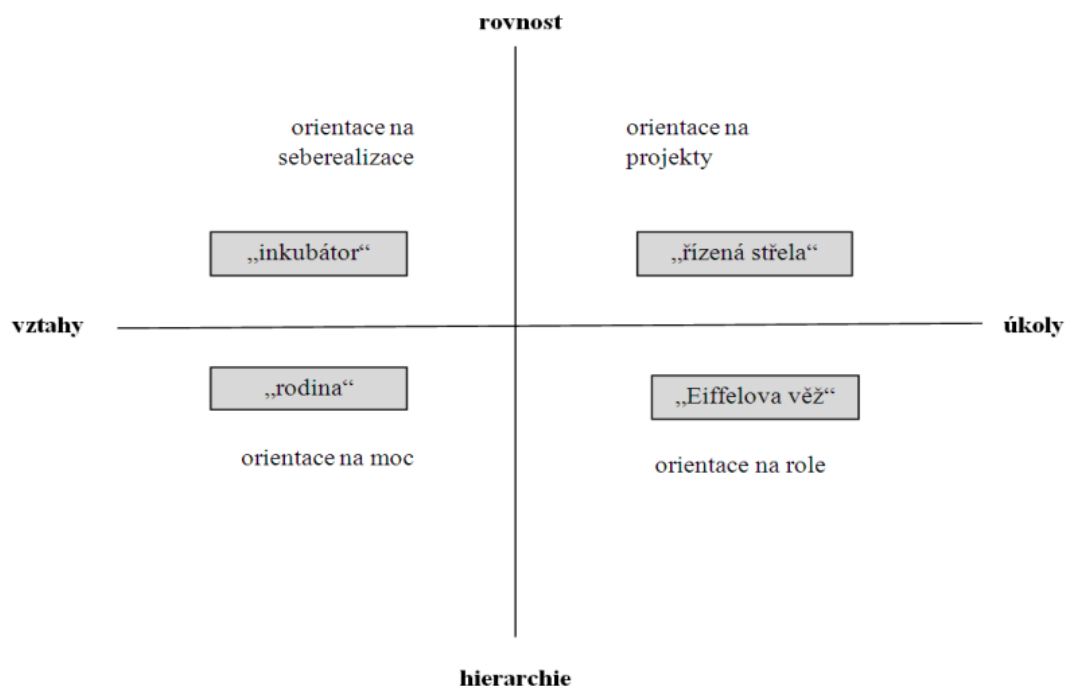 rovnost
orientace na
seberealizace
orientace na
projekty
„inkubátor“
„řízená střela“
vztahy
úkoly
„rodina“
„Eiffelova věž“
orientace na moc
orientace na role
hierarchie